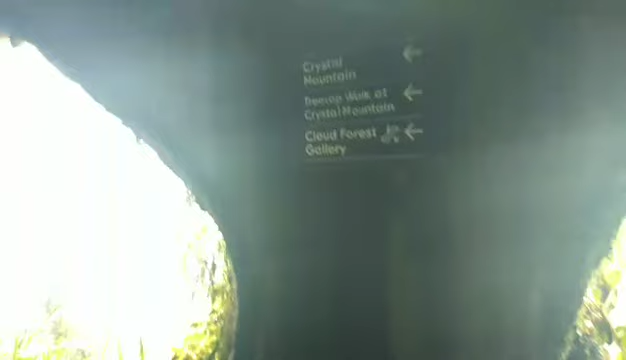 Crystal
Mountain
Treetop Walk at
Crystal Mountain
Cloud Forest
Gallery